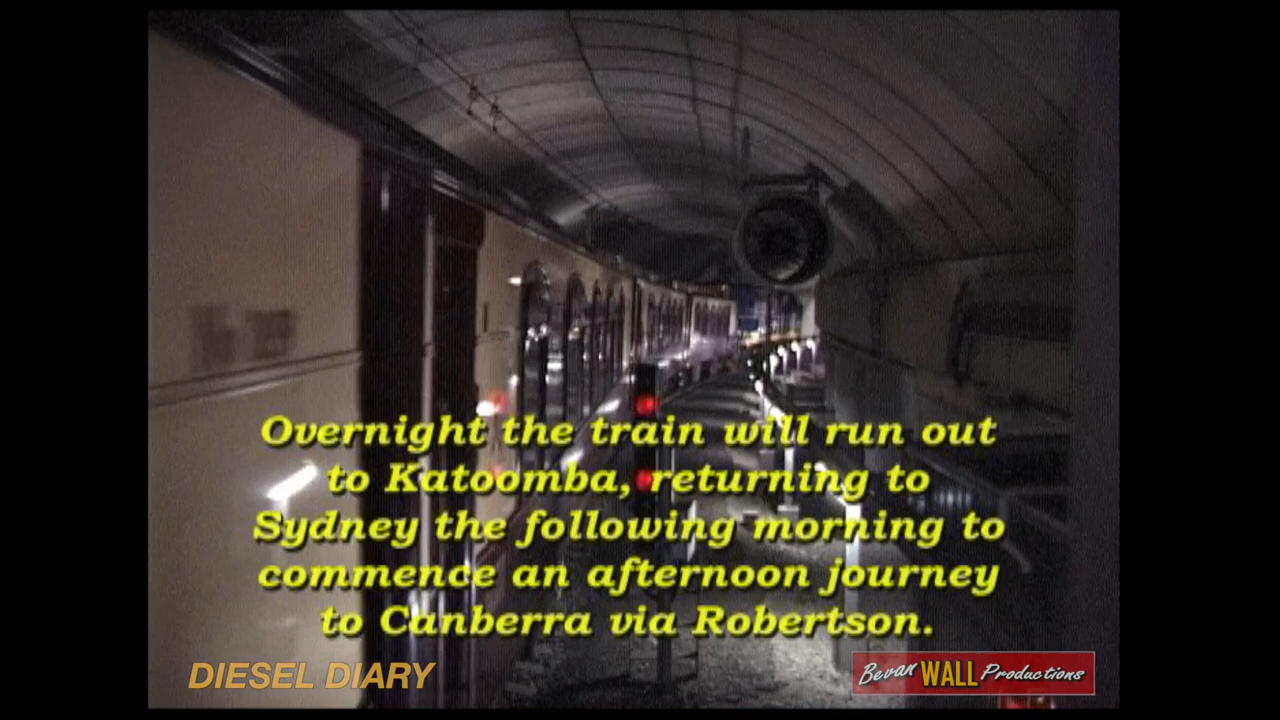 Overnight the train will run out
to Katoomba, returning to
Sydney the following morning to
commence an afternoon journey
to Canberra via Robertson.
DIESEL DIARY
Bevan WALL Productions